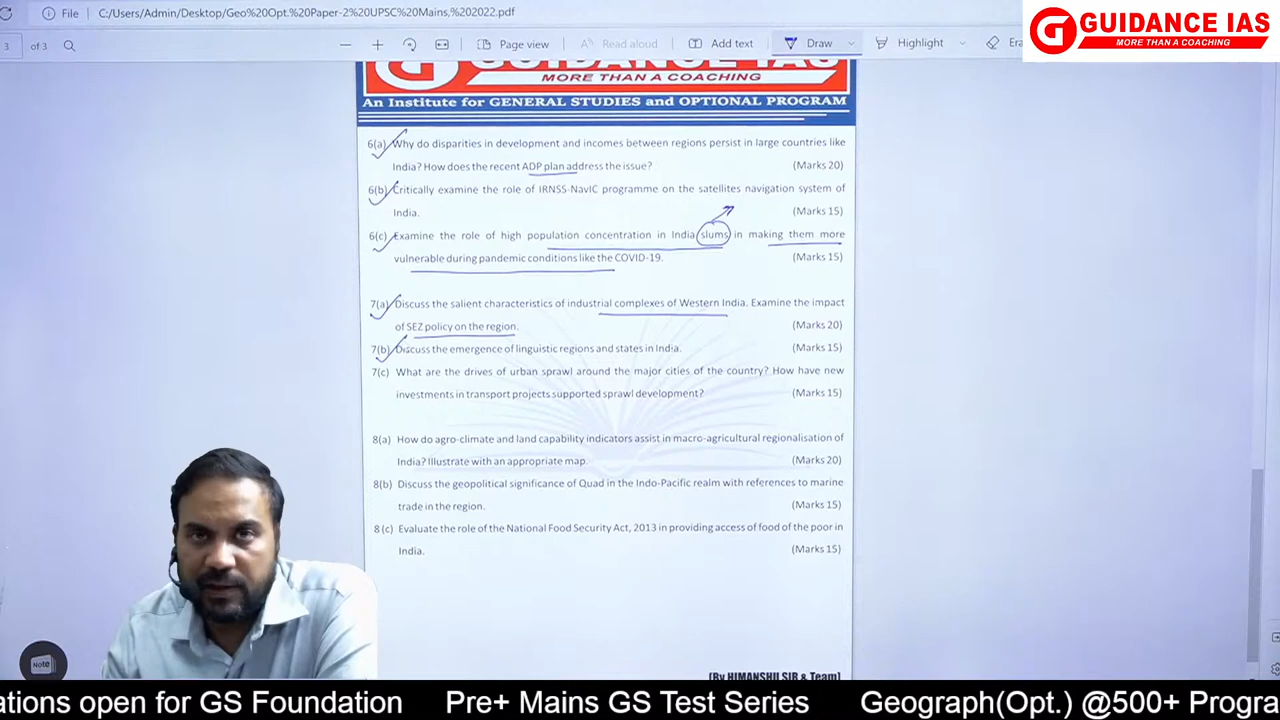 File C:/Users/Admin/Desktop/Geo%20Opt.%20Paper-2%20UPSC%20Mains,%202022.pdf
3 of 3 Page view Read aloud Add text Draw Highlight Era
GUIDANCE IAS
MORE THAN A COACHING
GUIDANCE IAS
MORE THAN A COACHING
An Institute for GENERAL STUDIES and OPTIONAL PROGRAM
6(a) Why do disparities in development and incomes between regions persist in large countries like
India? How does the recent ADP plan address the issue? (Marks 20)
6(b) Critically examine the role of IRNSS-NavIC programme on the satellites navigation system of
India. (Marks 15)
6(c) Examine the role of high population concentration in India slums in making them more
vulnerable during pandemic conditions like the COVID-19. (Marks 15)
7(a) Discuss the salient characteristics of industrial complexes of Western India. Examine the impact
of SEZ policy on the region. (Marks 20)
7(b) Discuss the emergence of linguistic regions and states in India. (Marks 15)
7(c) What are the drives of urban sprawl around the major cities of the country? How have new
investments in transport projects supported sprawl development? (Marks 15)
8(a) How do agro-climate and land capability indicators assist in macro-agricultural regionalisation of
India? Illustrate with an appropriate map. (Marks 20)
8(b) Discuss the geopolitical significance of Quad in the Indo-Pacific realm with references to marine
trade in the region. (Marks 15)
8 (c) Evaluate the role of the National Food Security Act, 2013 in providing access of food of the poor in
India. (Marks 15)
Note
[By HIMANSHU SIR & Team]
ations open for GS Foundation Pre+ Mains GS Test Series Geograph(Opt.) @500+ Progra